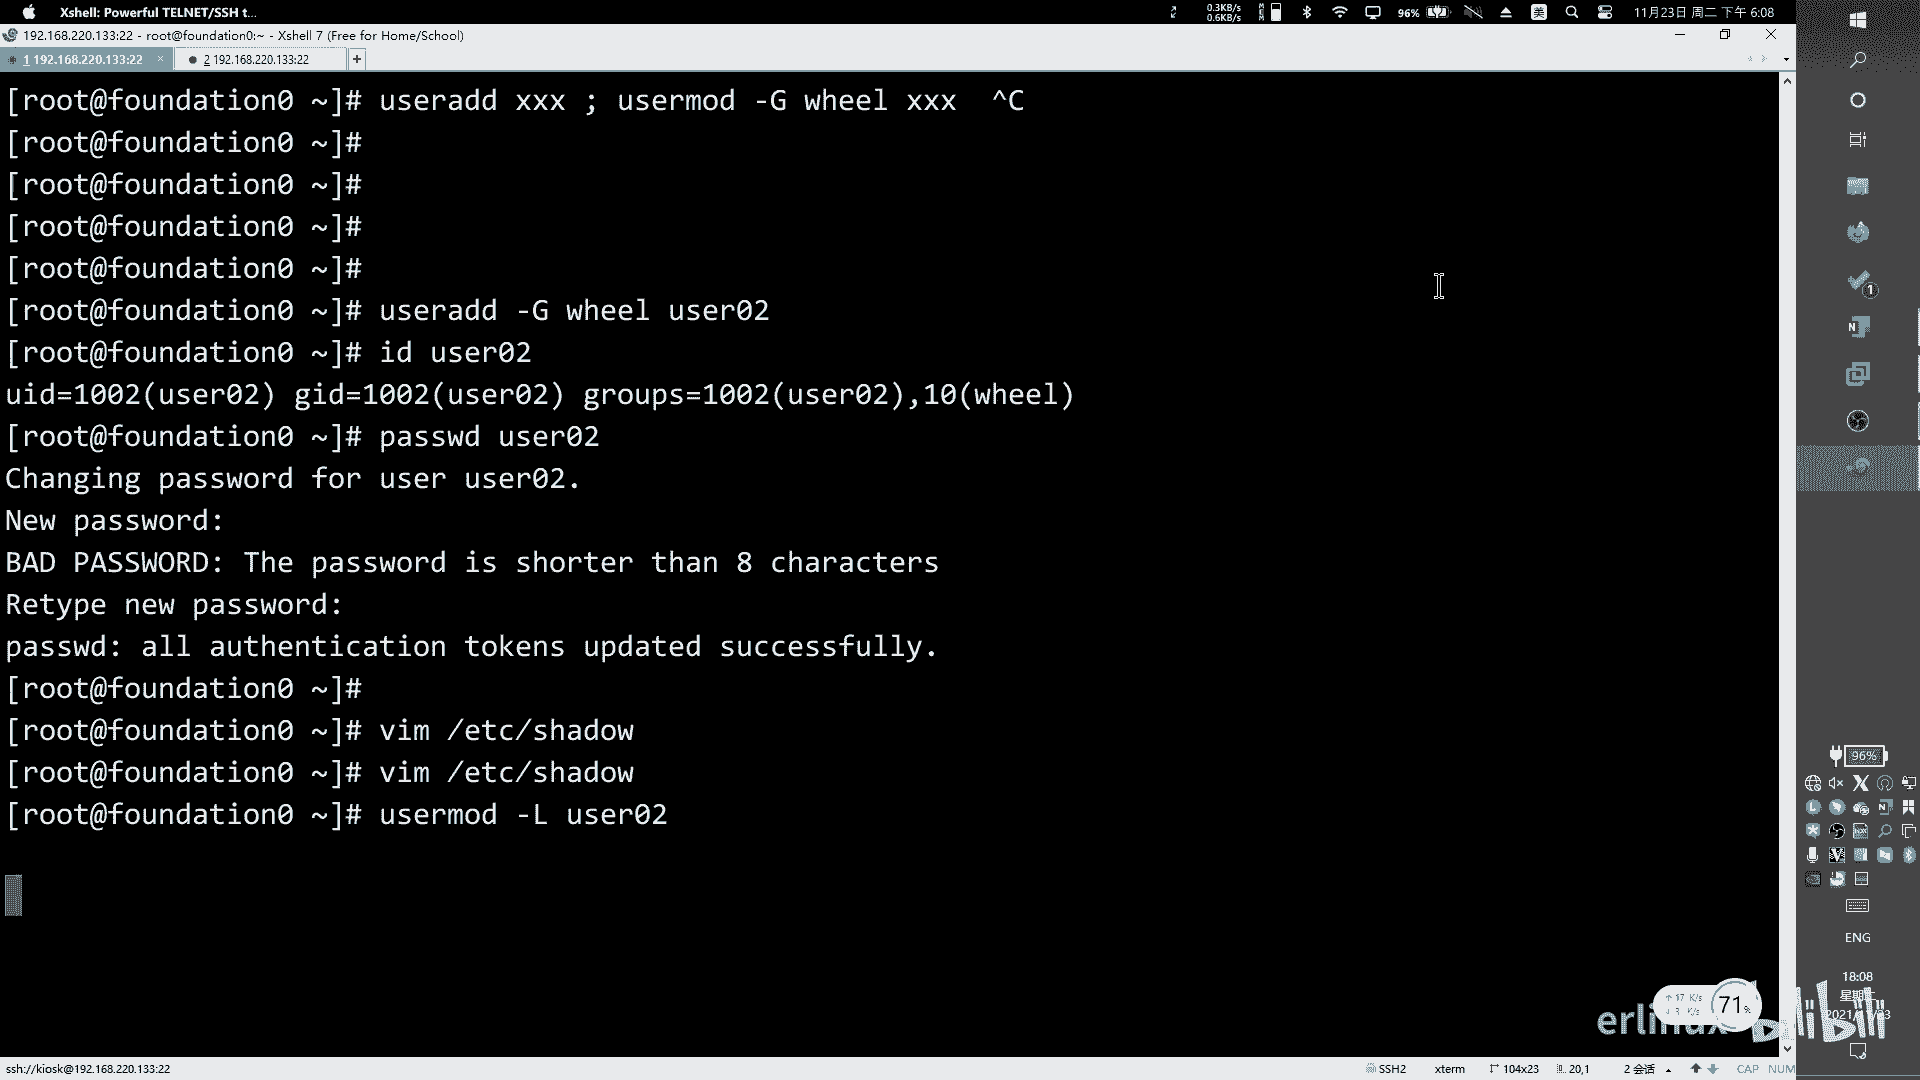 Xshell: Powerful TELNET/SSH t...
0.3KB/s
0.6KB/s
96%
美
11月23日 周二 下午 6:08
192.168.220.133:22 - root@foundation0:~ - Xshell 7 (Free for Home/School)
1 192.168.220.133:22 ×
2 192.168.220.133:22
+
[root@foundation0 ~]# useradd xxx ; usermod -G wheel xxx  ^C
[root@foundation0 ~]#
[root@foundation0 ~]#
[root@foundation0 ~]#
[root@foundation0 ~]#
[root@foundation0 ~]# useradd -G wheel user02
[root@foundation0 ~]# id user02
uid=1002(user02) gid=1002(user02) groups=1002(user02),10(wheel)
[root@foundation0 ~]# passwd user02
Changing password for user user02.
New password:
BAD PASSWORD: The password is shorter than 8 characters
Retype new password:
passwd: all authentication tokens updated successfully.
[root@foundation0 ~]#
[root@foundation0 ~]# vim /etc/shadow
[root@foundation0 ~]# vim /etc/shadow
[root@foundation0 ~]# usermod -L user02
1
96%
ENG
18:08
17 K/s
71%
bilibili
ssh://kiosk@192.168.220.133:22
SSH2
xterm
104x23
20,1
2 会话
CAP
NUM